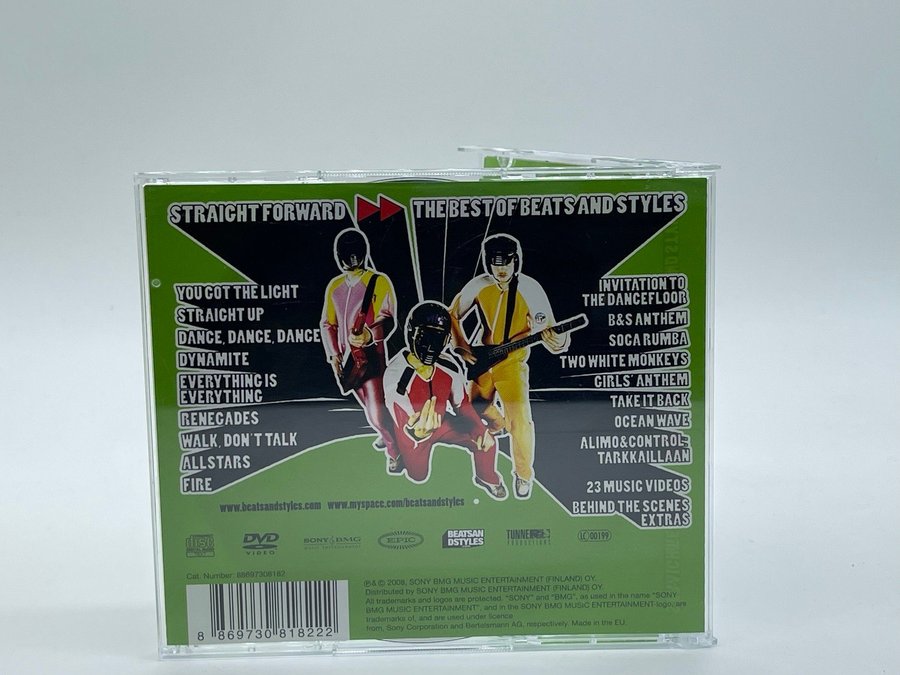 STRAIGHT FORWARD THE BEST OF BEATS AND STYLES
YOU GOT THE LIGHT
STRAIGHT UP
DANCE, DANCE, DANCE
DYNAMITE
EVERYTHING IS
EVERYTHING
RENEGADES
WALK, DON'T TALK
ALLSTARS
FIRE
INVITATION TO
THE DANCEFLOOR
B&S ANTHEM
SOCA RUMBA
TWO WHITE MONKEYS
GIRLS' ANTHEM
TAKE IT BACK
OCEAN WAVE
ALIMO&CONTROL-
TARKKAILLAAN
23 MUSIC VIDEOS
BEHIND THE SCENES
EXTRAS
www.beatsandstyles.com www.myspace.com/beatsandstyles
DVD
VIDEO
SONY BMG
MUSIC ENTERTAINMENT
EPIC
BEATSAN
DSTYLES
PRODUCTIONS
LC 00199
Cat. Number: 88697308182
8 869730 818222
℗ & © 2008, SONY BMG MUSIC ENTERTAINMENT (FINLAND) OY.
Distributed by SONY BMG MUSIC ENTERTAINMENT (FINLAND) OY.
All trademarks and logos are protected. "SONY" and "BMG", as used in the name "SONY
BMG MUSIC ENTERTAINMENT", and in the SONY BMG MUSIC ENTERTAINMENT logo, are
trademarks of, and are used under licence
from, Sony Corporation and Bertelsmann AG, respectively. Made in the EU.